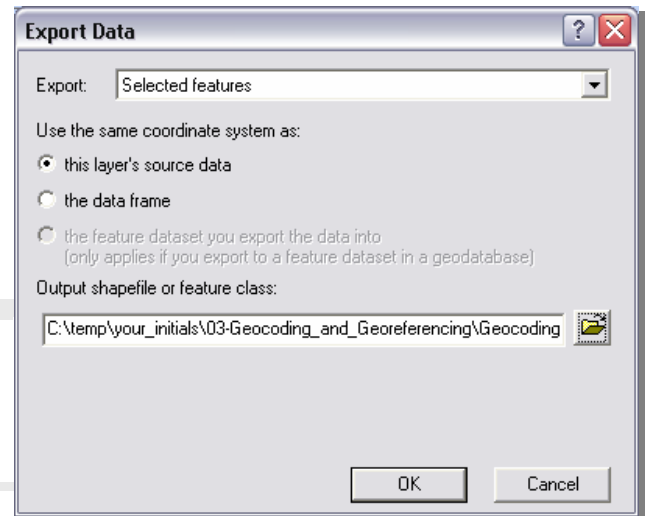 Export Data
Export: Selected features
Use the same coordinate system as:
this layer's source data
the data frame
the feature dataset you export the data into
(only applies if you export to a feature dataset in a geodatabase)
Output shapefile or feature class:
C:\temp\your_initials\03-Geocoding_and_Georeferencing\Geocoding
OK Cancel